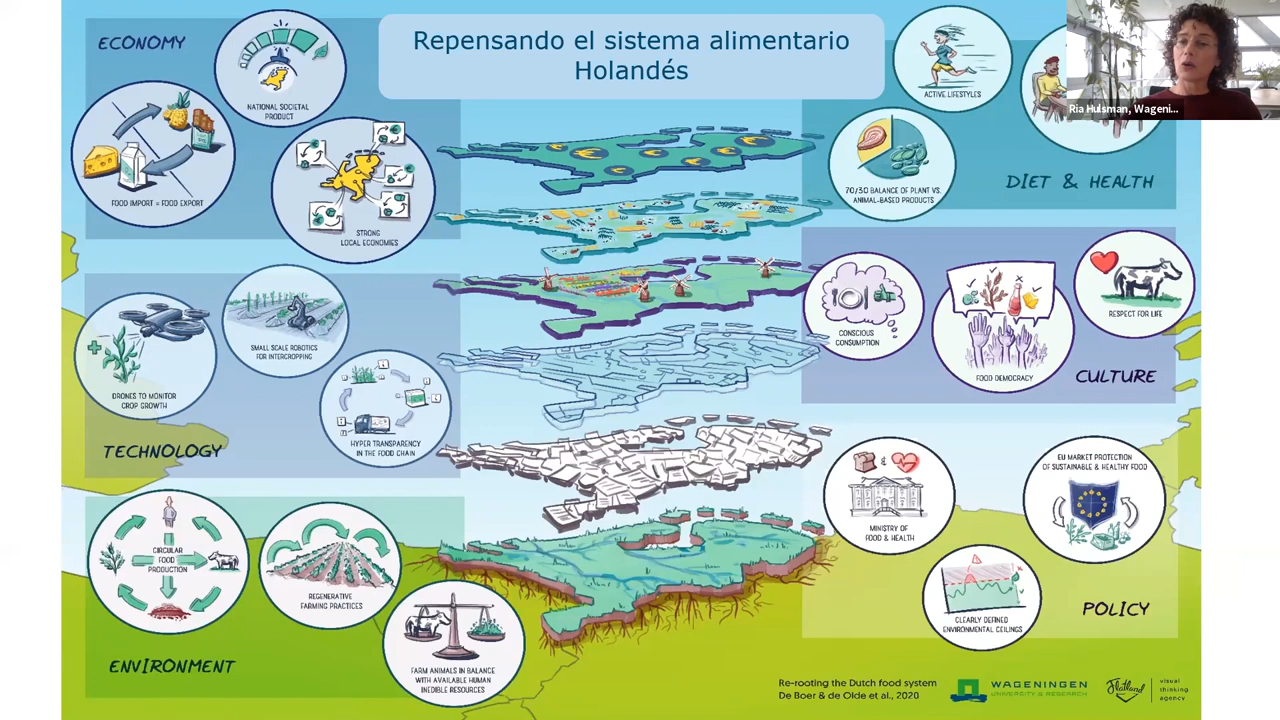 Repensando el sistema alimentario
Holandés
ECONOMY
NATIONAL SOCIETAL
PRODUCT
FOOD IMPORT = FOOD EXPORT
STRONG
LOCAL ECONOMIES
ACTIVE LIFESTYLES
Ria Hulsman, Wageni...
70/30 BALANCE OF PLANT VS.
ANIMAL-BASED PRODUCTS
DIET & HEALTH
DRONES TO MONITOR
CROP GROWTH
SMALL SCALE ROBOTICS
FOR INTERCROPPING
HYPER TRANSPARENCY
IN THE FOOD CHAIN
TECHNOLOGY
CONSCIOUS
CONSUMPTION
FOOD DEMOCRACY
RESPECT FOR LIFE
CULTURE
CIRCULAR
FOOD
PRODUCTION
REGENERATIVE
FARMING PRACTICES
FARM ANIMALS IN BALANCE
WITH AVAILABLE HUMAN
INEDIBLE RESOURCES
ENVIRONMENT
&
MINISTRY OF
FOOD & HEALTH
EU MARKET PROTECTION
OF SUSTAINABLE & HEALTHY FOOD
CLEARLY DEFINED
ENVIRONMENTAL CEILINGS
POLICY
Re-rooting the Dutch food system
De Boer & de Olde et al., 2020
WAGENINGEN
UNIVERSITY & RESEARCH
Flatland
visual
thinking
agency